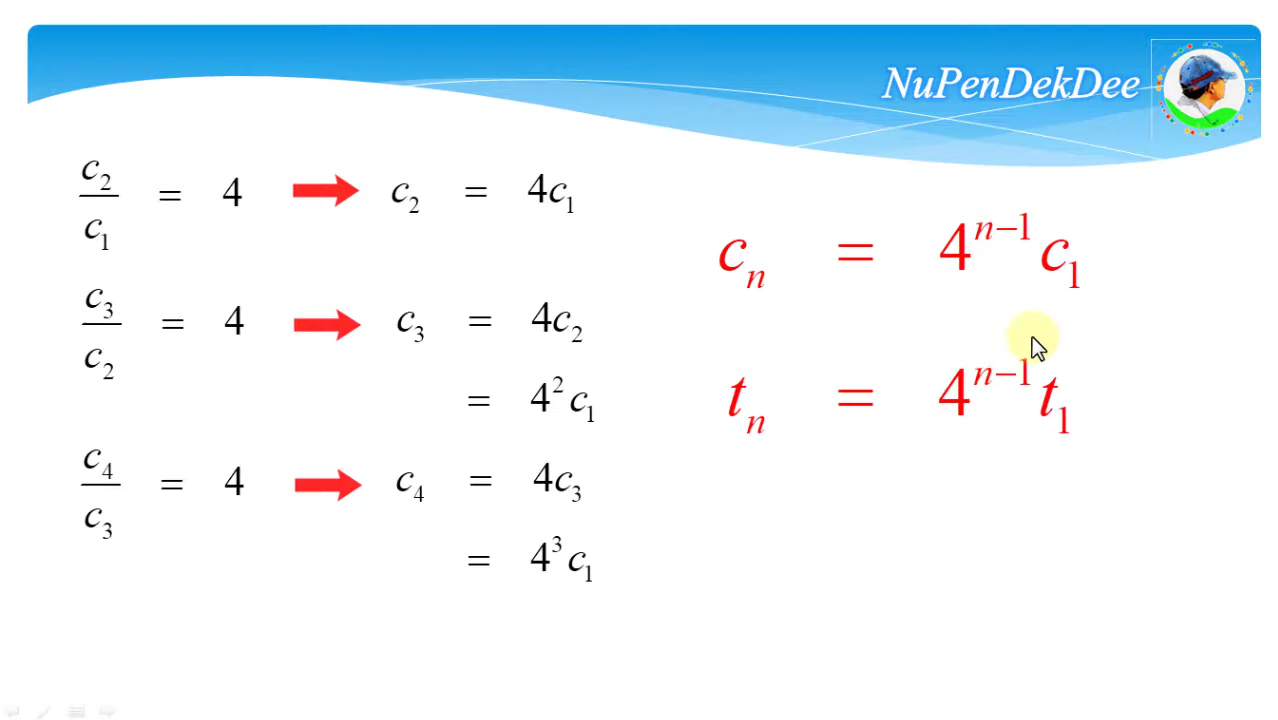 NuPenDekDee
c₂/c₁ = 4 ➡ c₂ = 4c₁
c₃/c₂ = 4 ➡ c₃ = 4c₂
= 4²c₁
c₄/c₃ = 4 ➡ c₄ = 4c₃
= 4³c₁
cₙ = 4ⁿ⁻¹c₁
tₙ = 4ⁿ⁻¹t₁